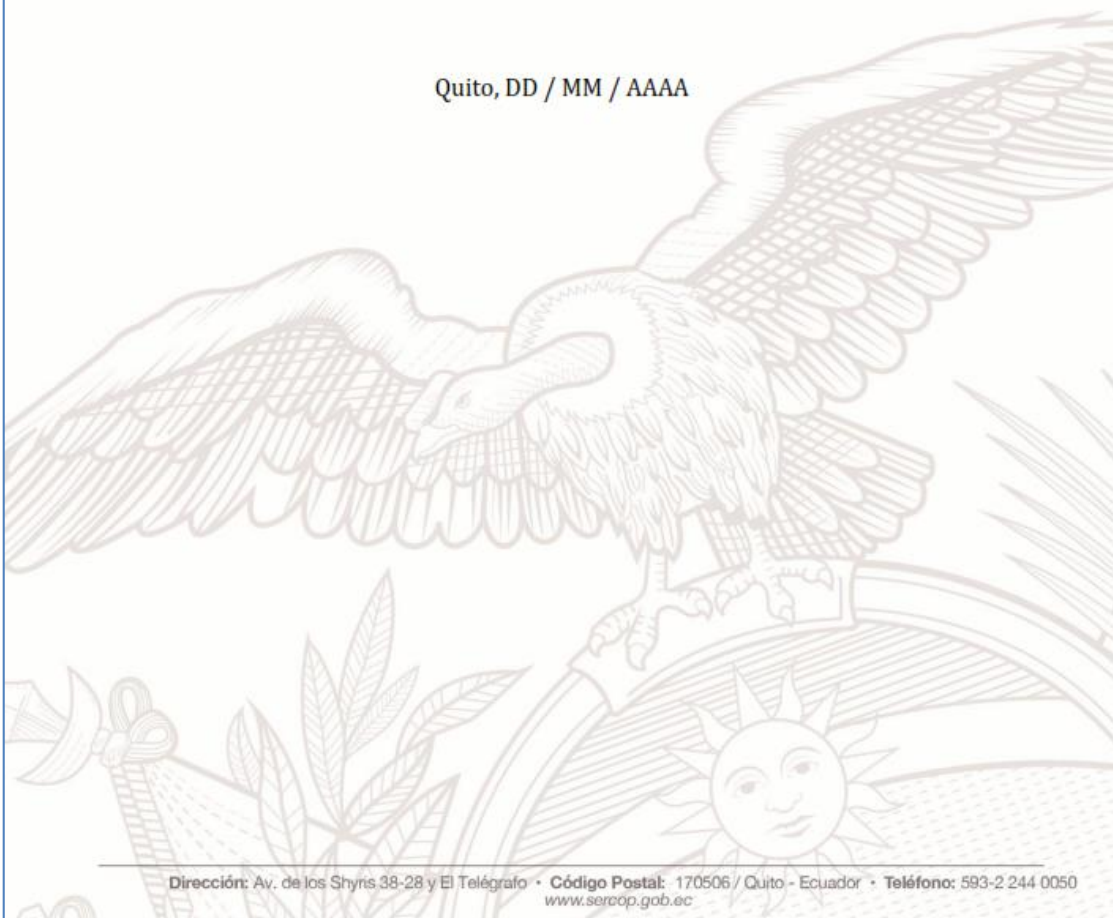 Quito, DD / MM / AAAA
Dirección: Av. de los Shyris 38-28 y El Telégrafo • Código Postal: 170506 / Quito - Ecuador • Teléfono: 593-2 244 0050
www.sercop.gob.ec